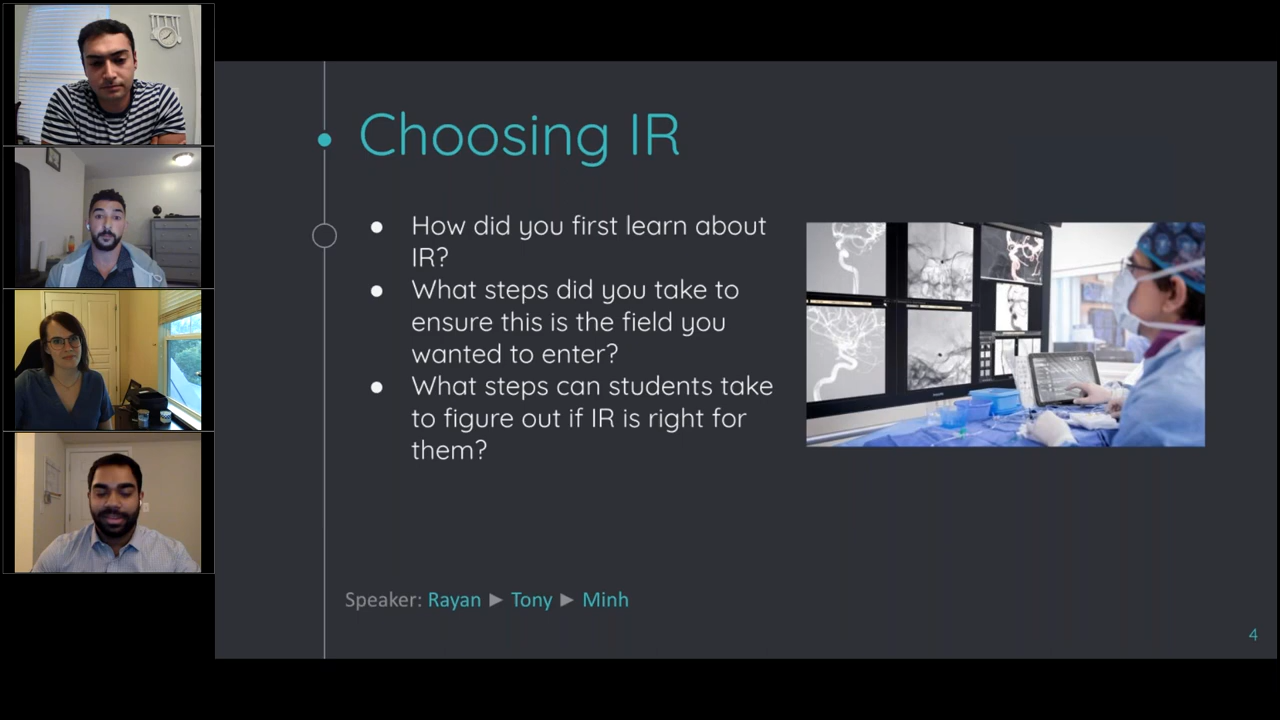 Choosing IR
● How did you first learn about
IR?
● What steps did you take to
ensure this is the field you
wanted to enter?
● What steps can students take
to figure out if IR is right for
them?
Speaker: Rayan ► Tony ► Minh
4